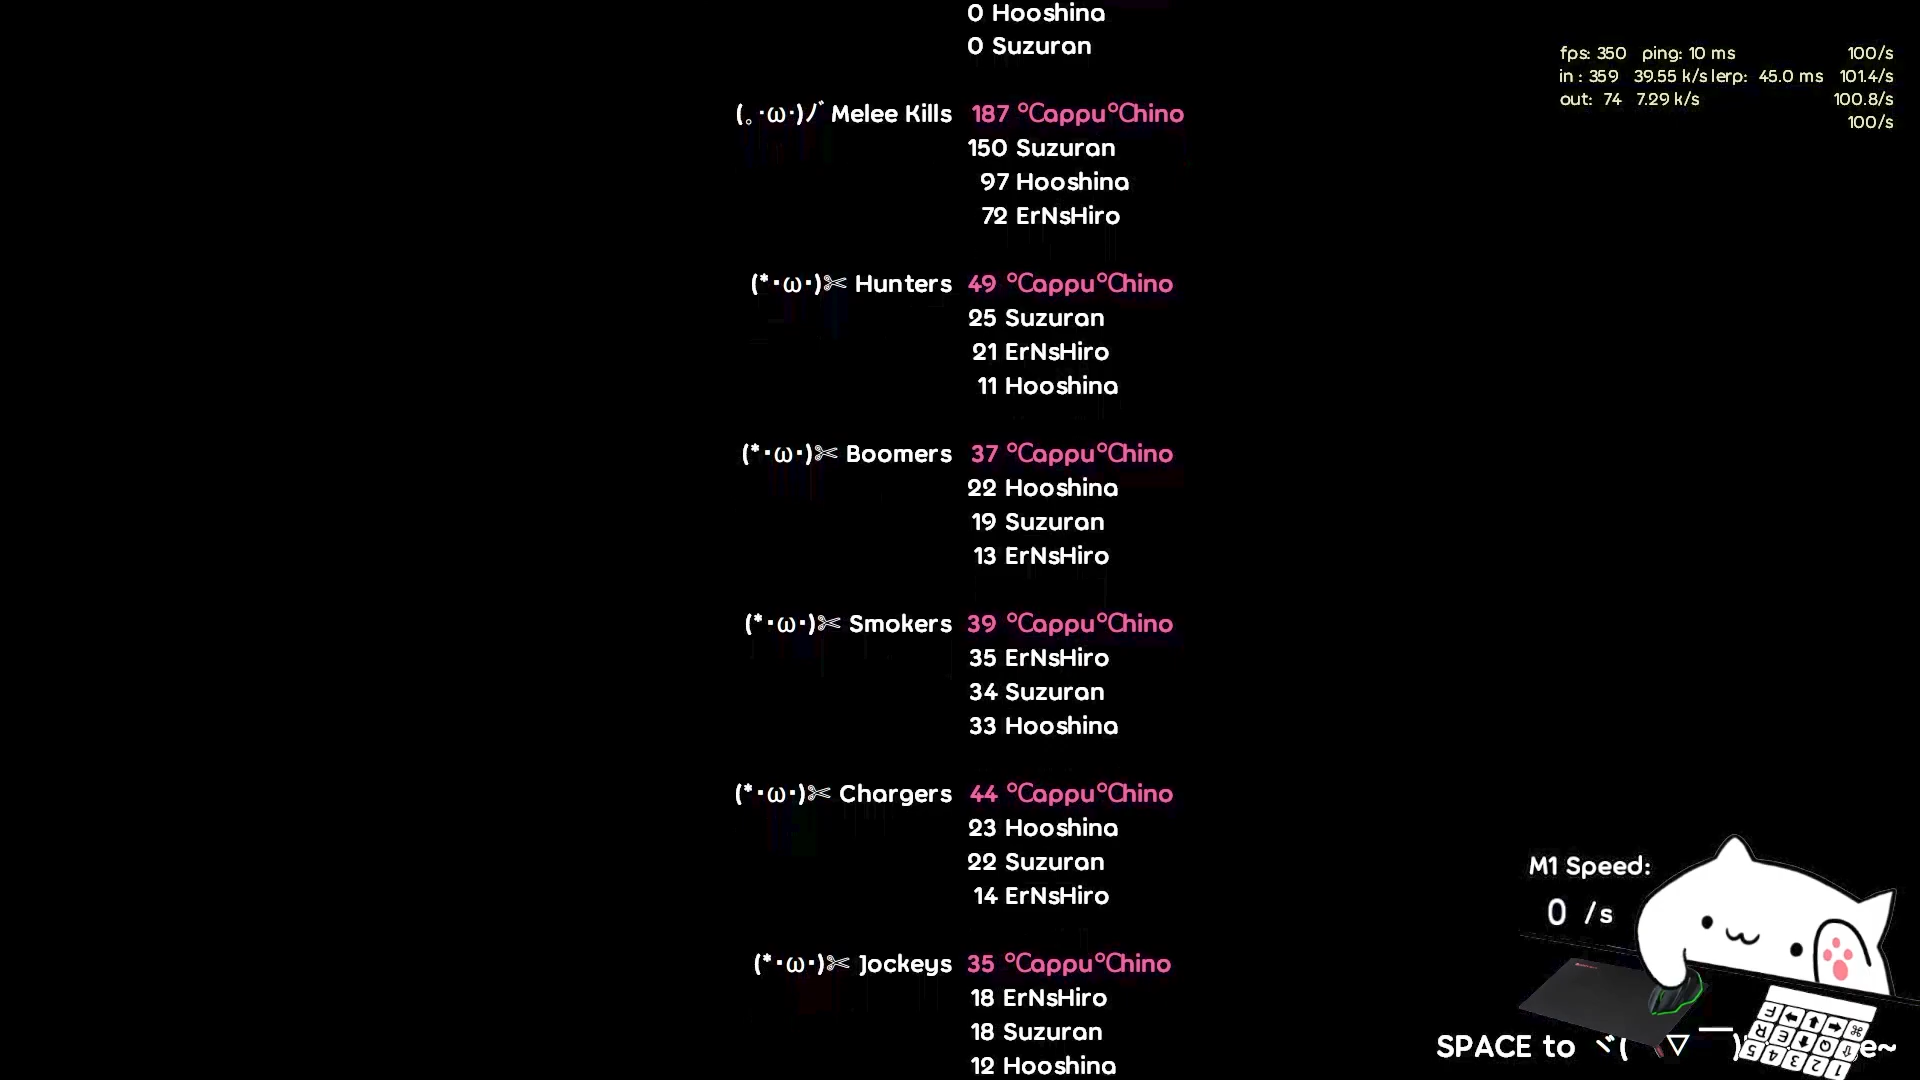 0 Hooshina
0 Suzuran
(。･ω･)ﾉﾞ Melee Kills 187 ℃appu℃hino
150 Suzuran
97 Hooshina
72 ErNsHiro
(*･ω･)✂ Hunters 49 ℃appu℃hino
25 Suzuran
21 ErNsHiro
11 Hooshina
(*･ω･)✂ Boomers 37 ℃appu℃hino
22 Hooshina
19 Suzuran
13 ErNsHiro
(*･ω･)✂ Smokers 39 ℃appu℃hino
35 ErNsHiro
34 Suzuran
33 Hooshina
(*･ω･)✂ Chargers 44 ℃appu℃hino
23 Hooshina
22 Suzuran
14 ErNsHiro
(*･ω･)✂ Jockeys 35 ℃appu℃hino
18 ErNsHiro
18 Suzuran
12 Hooshina
fps: 350 ping: 10 ms 100/s
in : 359 39.55 k/s lerp: 45.0 ms 101.4/s
out: 74 7.29 k/s 100.8/s
100/s
M1 Speed:
0 /s
SPACE to ヾ(￣▽￣) e~